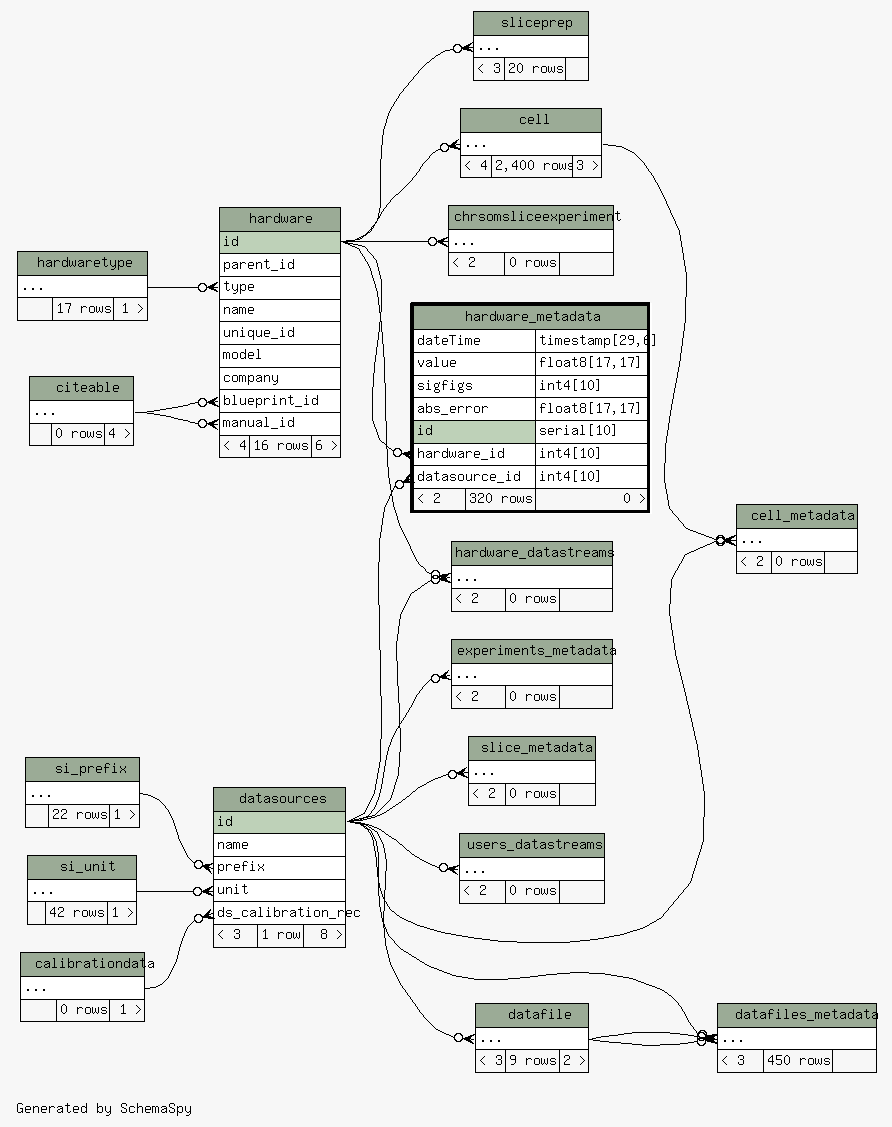 sliceprep
...
< 3 20 rows
cell
...
< 4 2,400 rows 3 >
chrsomsliceexperiment
...
< 2 0 rows
hardware
id
parent_id
type
name
unique_id
model
company
blueprint_id
manual_id
< 4 16 rows 6 >
hardwaretype
...
17 rows 1 >
citeable
...
0 rows 4 >
hardware_metadata
dateTime timestamp[29,6]
value float8[17,17]
sigfigs int4[10]
abs_error float8[17,17]
id serial[10]
hardware_id int4[10]
datasource_id int4[10]
< 2 320 rows 0 >
cell_metadata
...
< 2 0 rows
hardware_datastreams
...
< 2 0 rows
experiments_metadata
...
< 2 0 rows
slice_metadata
...
< 2 0 rows
users_datastreams
...
< 2 0 rows
si_prefix
...
22 rows 1 >
si_unit
...
42 rows 1 >
calibrationdata
...
0 rows 1 >
datasources
id
name
prefix
unit
ds_calibration_rec
< 3 1 row 8 >
datafile
...
< 3 9 rows 2 >
datafiles_metadata
...
< 3 450 rows
Generated by SchemaSpy